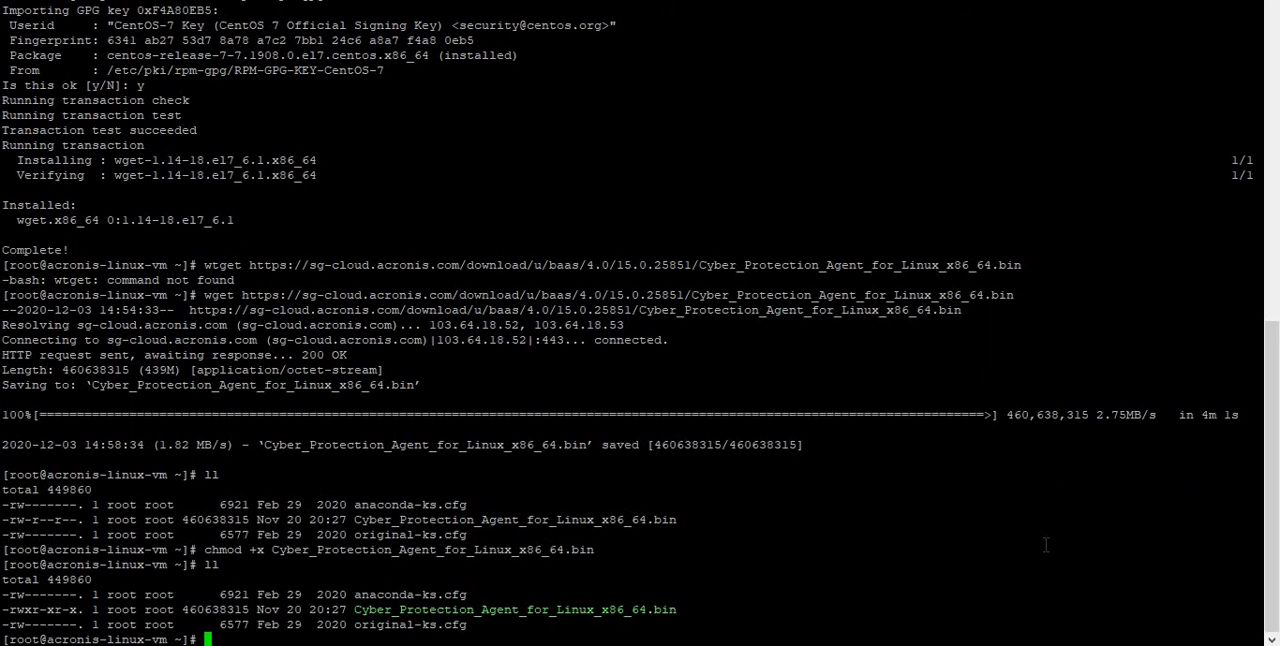 Importing GPG key 0xF4A80EB5:
 Userid     : "CentOS-7 Key (CentOS 7 Official Signing Key) <security@centos.org>"
 Fingerprint: 6341 ab27 53d7 8a78 a7c2 7bb1 24c6 a8a7 f4a8 0eb5
 Package    : centos-release-7-7.1908.0.el7.centos.x86_64 (installed)
 From       : /etc/pki/rpm-gpg/RPM-GPG-KEY-CentOS-7
Is this ok [y/N]: y
Running transaction check
Running transaction test
Transaction test succeeded
Running transaction
  Installing : wget-1.14-18.el7_6.1.x86_64 1/1
  Verifying  : wget-1.14-18.el7_6.1.x86_64 1/1
Installed:
  wget.x86_64 0:1.14-18.el7_6.1
Complete!
[root@acronis-linux-vm ~]# wtget https://sg-cloud.acronis.com/download/u/baas/4.0/15.0.25851/Cyber_Protection_Agent_for_Linux_x86_64.bin
-bash: wtget: command not found
[root@acronis-linux-vm ~]# wget https://sg-cloud.acronis.com/download/u/baas/4.0/15.0.25851/Cyber_Protection_Agent_for_Linux_x86_64.bin
--2020-12-03 14:54:33--  https://sg-cloud.acronis.com/download/u/baas/4.0/15.0.25851/Cyber_Protection_Agent_for_Linux_x86_64.bin
Resolving sg-cloud.acronis.com (sg-cloud.acronis.com)... 103.64.18.52, 103.64.18.53
Connecting to sg-cloud.acronis.com (sg-cloud.acronis.com)|103.64.18.52|:443... connected.
HTTP request sent, awaiting response... 200 OK
Length: 460638315 (439M) [application/octet-stream]
Saving to: ‘Cyber_Protection_Agent_for_Linux_x86_64.bin’
100%[==================================================================================================================================>] 460,638,315 2.75MB/s   in 4m 1s
2020-12-03 14:58:34 (1.82 MB/s) - ‘Cyber_Protection_Agent_for_Linux_x86_64.bin’ saved [460638315/460638315]
[root@acronis-linux-vm ~]# ll
total 449860
-rw-------. 1 root root      6921 Feb 29  2020 anaconda-ks.cfg
-rw-r--r--. 1 root root 460638315 Nov 20 20:27 Cyber_Protection_Agent_for_Linux_x86_64.bin
-rw-------. 1 root root      6577 Feb 29  2020 original-ks.cfg
[root@acronis-linux-vm ~]# chmod +x Cyber_Protection_Agent_for_Linux_x86_64.bin
[root@acronis-linux-vm ~]# ll
total 449860
-rw-------. 1 root root      6921 Feb 29  2020 anaconda-ks.cfg
-rwxr-xr-x. 1 root root 460638315 Nov 20 20:27 Cyber_Protection_Agent_for_Linux_x86_64.bin
-rw-------. 1 root root      6577 Feb 29  2020 original-ks.cfg
[root@acronis-linux-vm ~]#